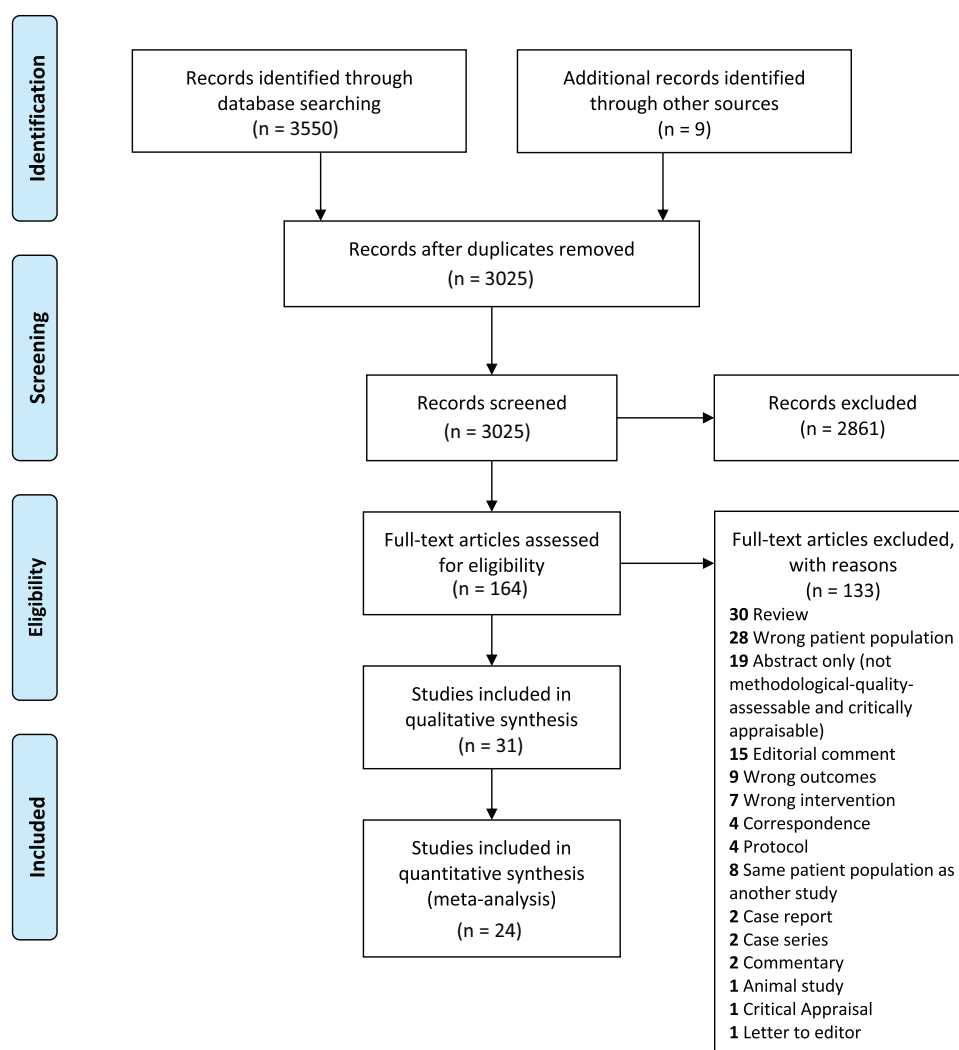 Identification
Records identified through
database searching
(n = 3550)
Additional records identified
through other sources
(n = 9)
Records after duplicates removed
(n = 3025)
Screening
Records screened
(n = 3025)
Records excluded
(n = 2861)
Eligibility
Full-text articles assessed
for eligibility
(n = 164)
Full-text articles excluded,
with reasons
(n = 133)
30 Review
28 Wrong patient population
19 Abstract only (not
methodological-quality-
assessable and critically
appraisable)
15 Editorial comment
9 Wrong outcomes
7 Wrong intervention
4 Correspondence
4 Protocol
8 Same patient population as
another study
2 Case report
2 Case series
2 Commentary
1 Animal study
1 Critical Appraisal
1 Letter to editor
Studies included in
qualitative synthesis
(n = 31)
Included
Studies included in
quantitative synthesis
(meta-analysis)
(n = 24)